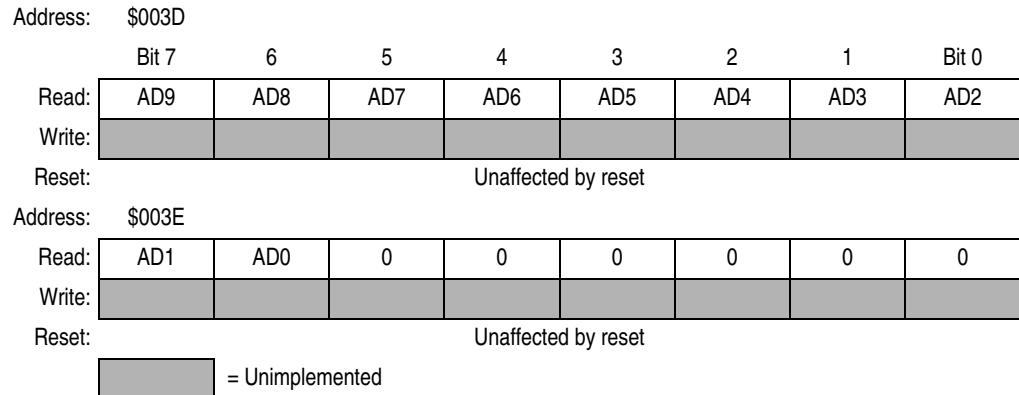 Address: $003D
Bit 7 6 5 4 3 2 1 Bit 0
Read: AD9 AD8 AD7 AD6 AD5 AD4 AD3 AD2
Write:
Reset: Unaffected by reset
Address: $003E
Read: AD1 AD0 0 0 0 0 0 0
Write:
Reset: Unaffected by reset
= Unimplemented